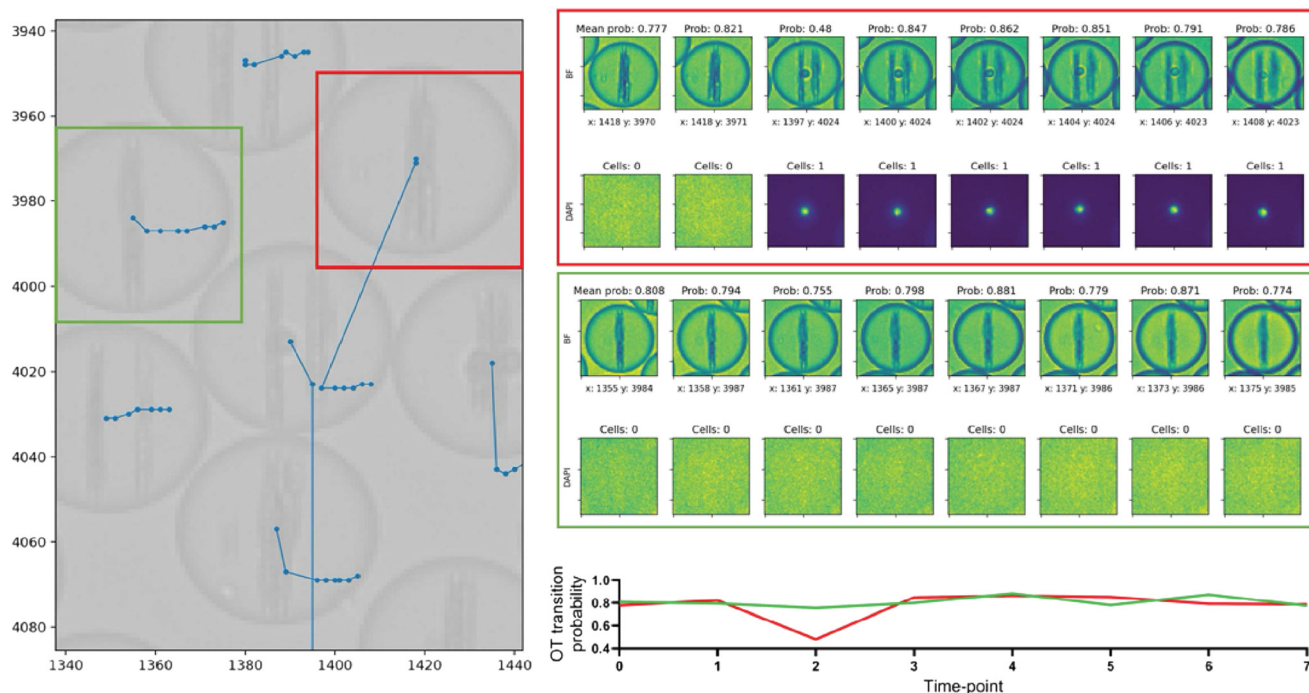 3940
3960
3980
4000
4020
4040
4060
4080
1340 1360 1380 1400 1420 1440
Mean prob: 0.777 Prob: 0.821 Prob: 0.48 Prob: 0.847 Prob: 0.862 Prob: 0.851 Prob: 0.791 Prob: 0.786
BF
x: 1418 y: 3970 x: 1418 y: 3971 x: 1397 y: 4024 x: 1400 y: 4024 x: 1402 y: 4024 x: 1404 y: 4024 x: 1406 y: 4023 x: 1408 y: 4023
Cells: 0 Cells: 0 Cells: 1 Cells: 1 Cells: 1 Cells: 1 Cells: 1 Cells: 1
DAPI
Mean prob: 0.808 Prob: 0.794 Prob: 0.755 Prob: 0.798 Prob: 0.881 Prob: 0.779 Prob: 0.871 Prob: 0.774
BF
x: 1355 y: 3984 x: 1358 y: 3987 x: 1361 y: 3987 x: 1365 y: 3987 x: 1367 y: 3987 x: 1371 y: 3986 x: 1373 y: 3986 x: 1375 y: 3985
Cells: 0 Cells: 0 Cells: 0 Cells: 0 Cells: 0 Cells: 0 Cells: 0 Cells: 0
DAPI
OT transition
probability
1.0
0.8
0.6
0.4
0 1 2 3 4 5 6 7
Time-point